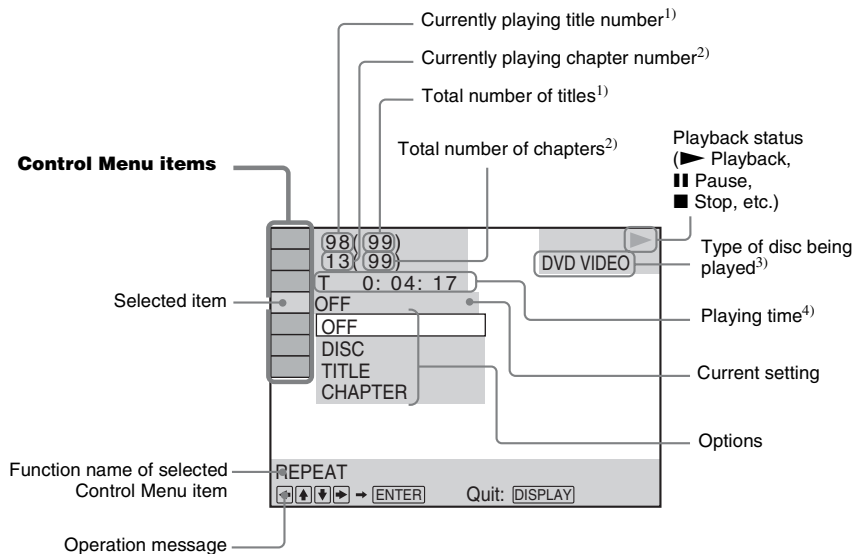 Currently playing title number1)
Currently playing chapter number2)
Total number of titles1)
Total number of chapters2)
Playback status
(► Playback,
❚❚ Pause,
■ Stop, etc.)
Control Menu items
98( 99)
13( 99)
T 0: 04: 17
OFF
OFF
DISC
TITLE
CHAPTER
DVD VIDEO
Type of disc being
played3)
Selected item
Playing time4)
Current setting
Options
Function name of selected
Control Menu item
REPEAT
ENTER Quit: DISPLAY
Operation message